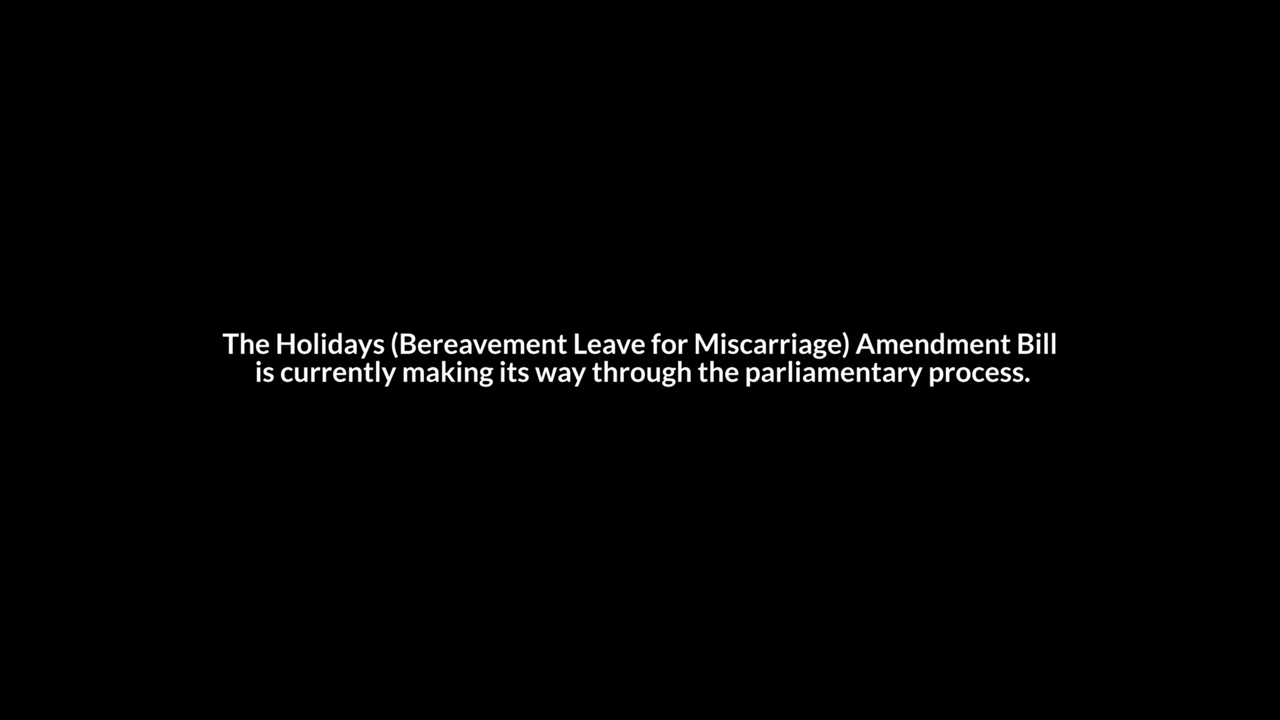 The Holidays (Bereavement Leave for Miscarriage) Amendment Bill
is currently making its way through the parliamentary process.